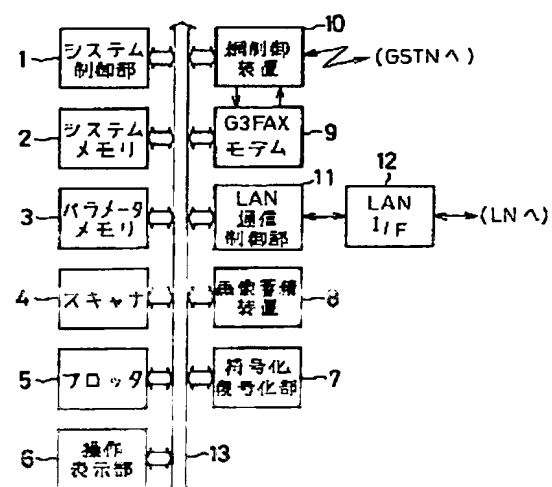 10
1
システム
制御部
網制御
装置
(GSTNへ)
2
システム
メモリ
G3FAX
モデム
9
11
12
3
パラメータ
メモリ
LAN
通信
制御部
LAN
I/F
(LNへ)
4
スキャナ
画像蓄積
装置
8
5
プロッタ
符号化
復号化部
7
6
操作
表示部
13